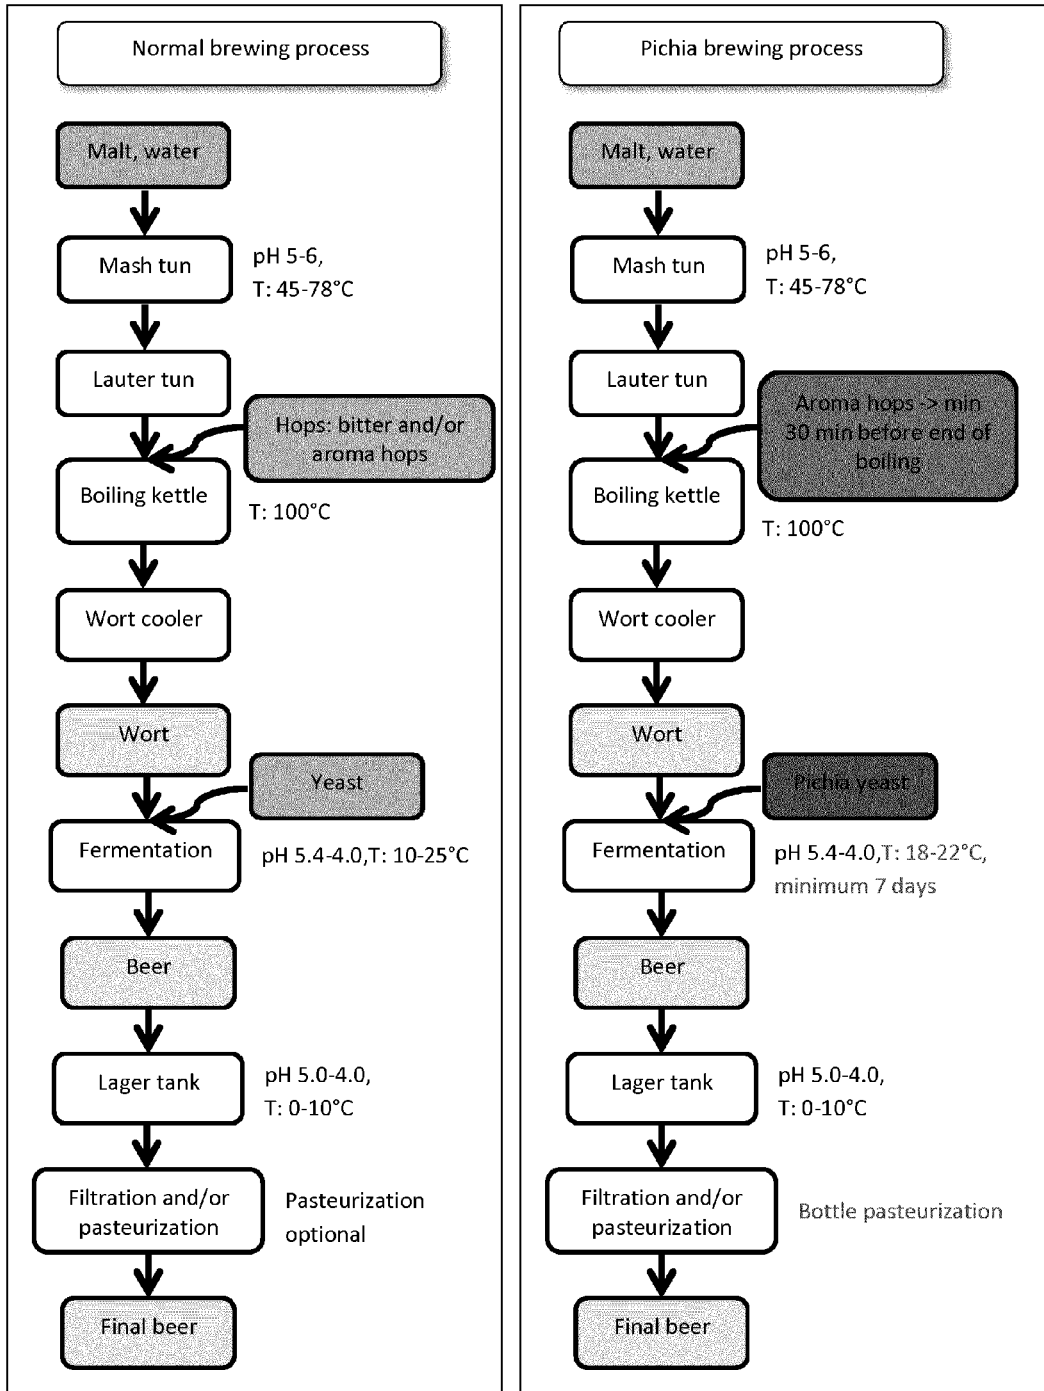 Normal brewing process
Malt, water
Mash tun
pH 5-6,
T: 45-78°C
Lauter tun
Hops: bitter and/or
aroma hops
Boiling kettle
T: 100°C
Wort cooler
Wort
Yeast
Fermentation
pH 5.4-4.0,T: 10-25°C
Beer
Lager tank
pH 5.0-4.0,
T: 0-10°C
Filtration and/or
pasteurization
Pasteurization
optional
Final beer
Pichia brewing process
Malt, water
Mash tun
pH 5-6,
T: 45-78°C
Lauter tun
Aroma hops -> min
30 min before end of
boiling
Boiling kettle
T: 100°C
Wort cooler
Wort
Pichia yeast
Fermentation
pH 5.4-4.0,T: 18-22°C,
minimum 7 days
Beer
Lager tank
pH 5.0-4.0,
T: 0-10°C
Filtration and/or
pasteurization
Bottle pasteurization
Final beer